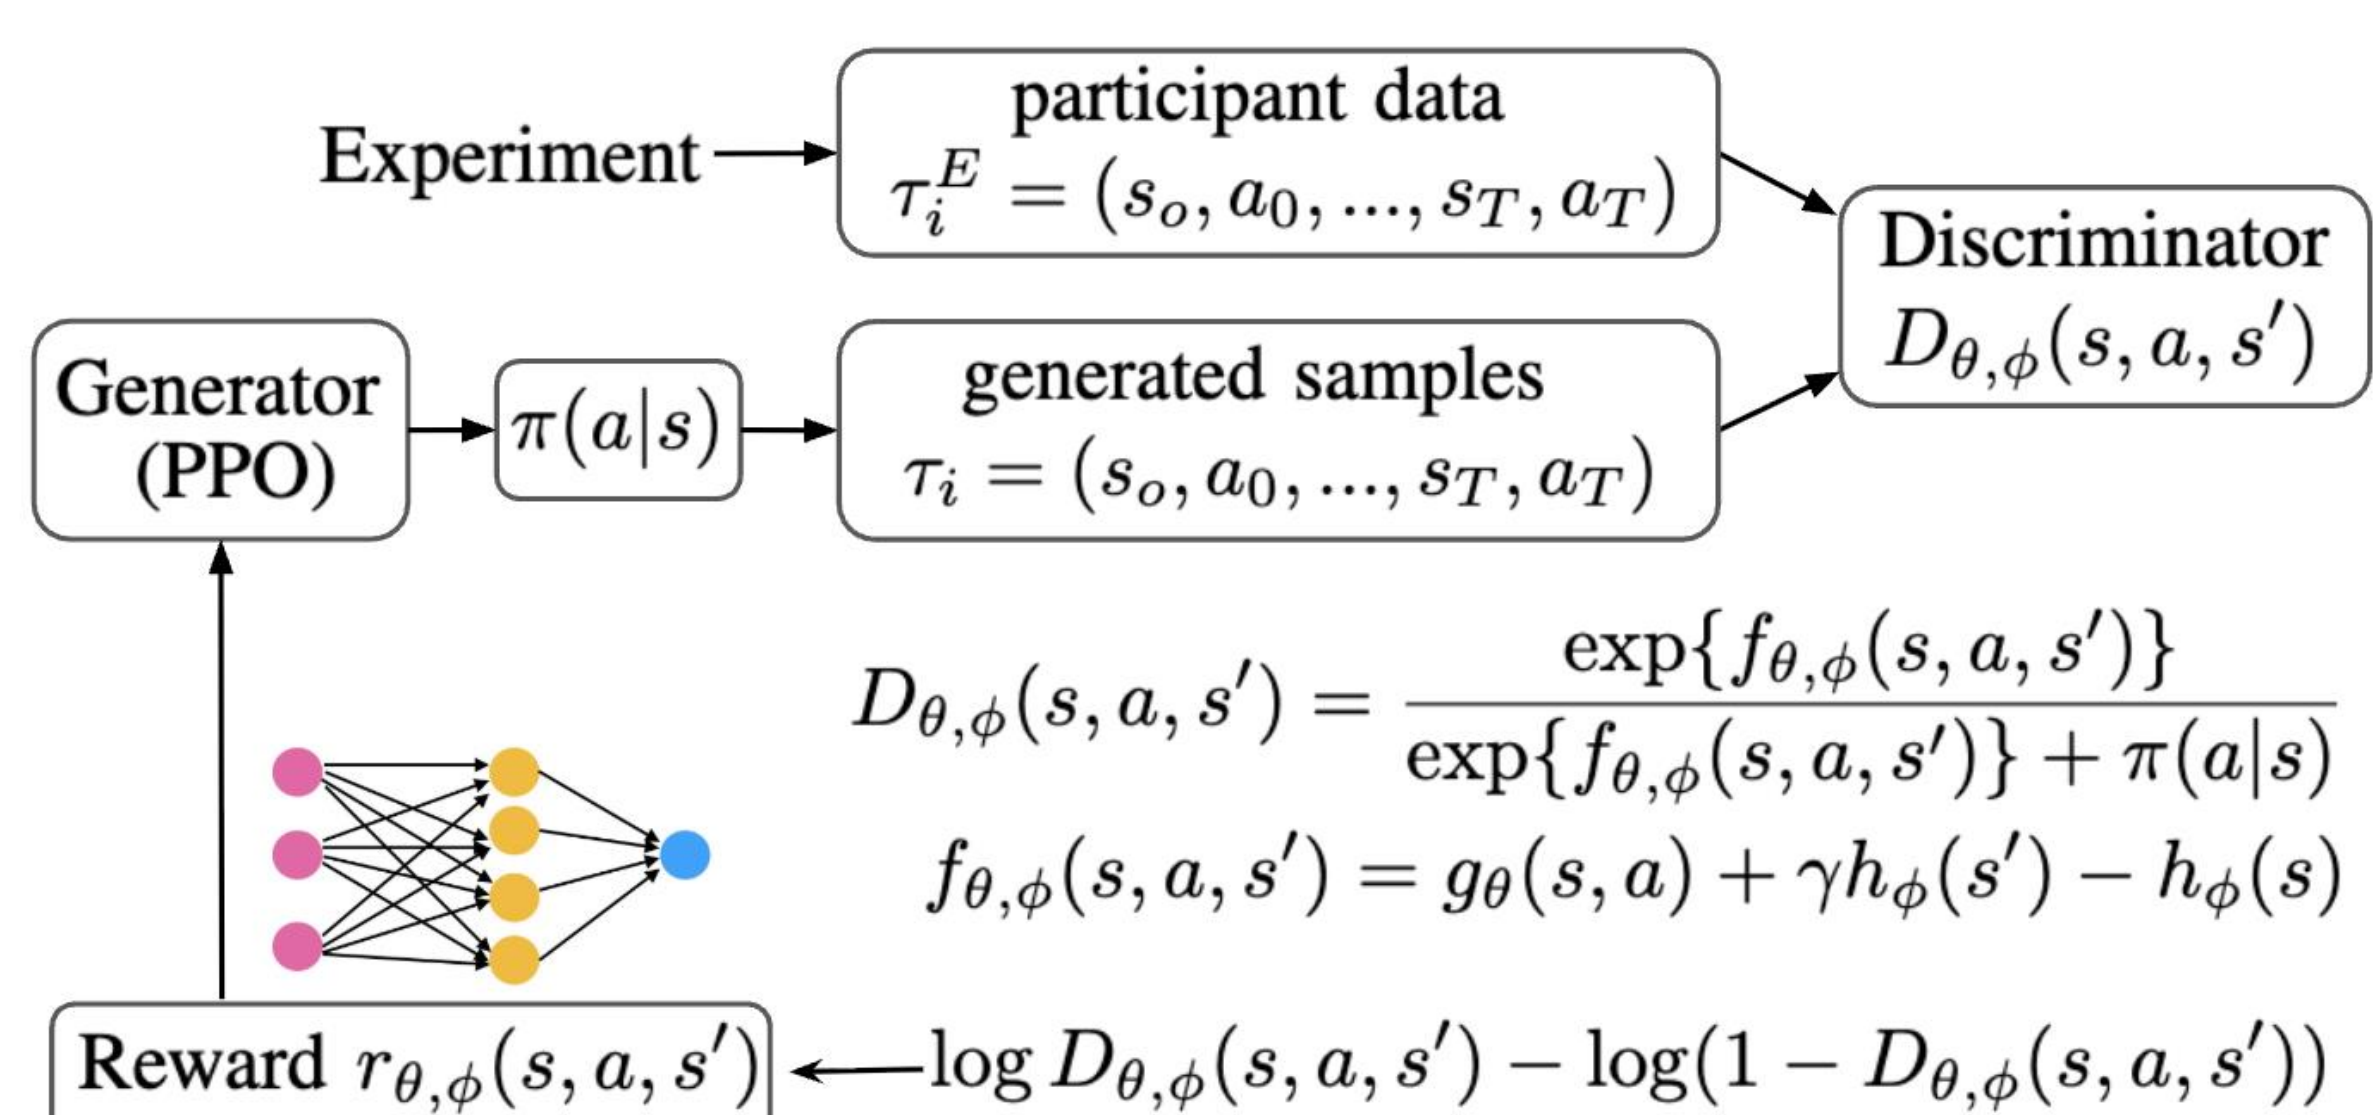 Experiment
participant data
τ_i^E = (s_o, a_0, ..., s_T, a_T)
Discriminator
D_{θ,ϕ}(s, a, s′)
Generator
(PPO)
π(a|s)
generated samples
τ_i = (s_o, a_0, ..., s_T, a_T)
D_{θ,ϕ}(s, a, s′) = exp{f_{θ,ϕ}(s, a, s′)} / exp{f_{θ,ϕ}(s, a, s′)} + π(a|s)
f_{θ,ϕ}(s, a, s′) = g_θ(s, a) + γh_ϕ(s′) − h_ϕ(s)
Reward r_{θ,ϕ}(s, a, s′)
log D_{θ,ϕ}(s, a, s′) − log(1 − D_{θ,ϕ}(s, a, s′))